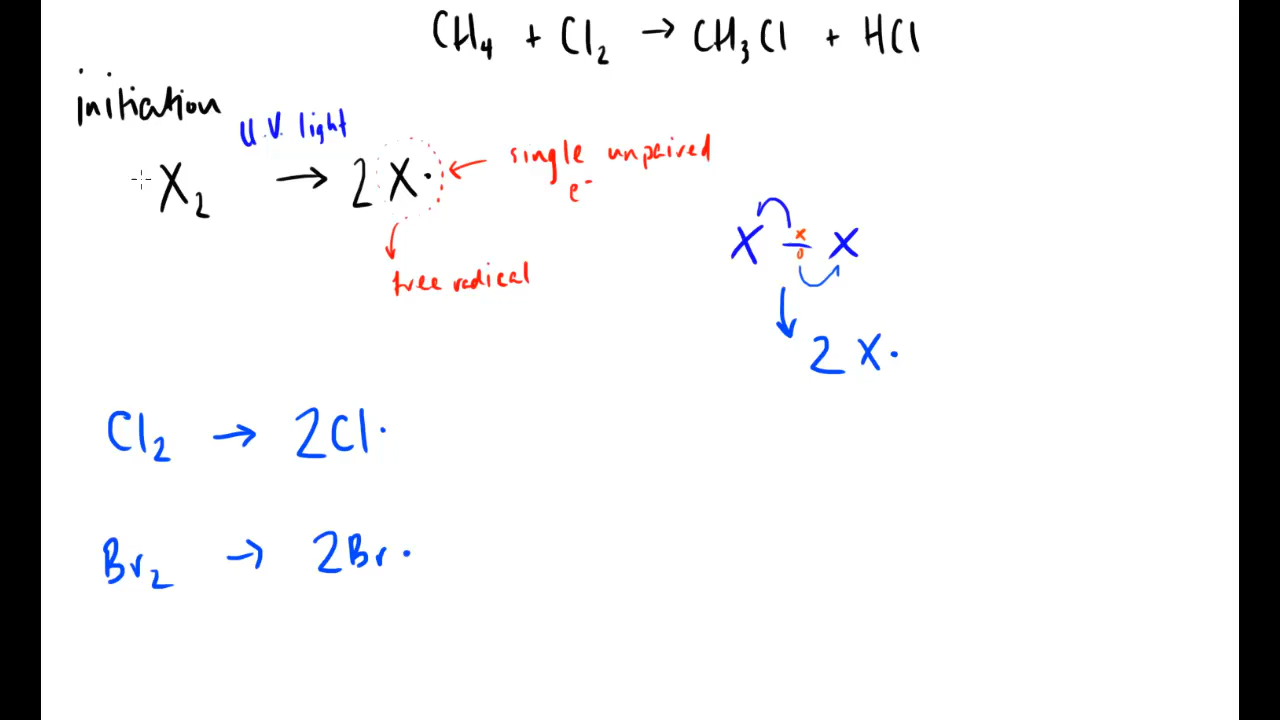 CH₄ + Cl₂ → CH₃Cl + HCl
initiation
U.V. light
X₂ → 2X·
← single unpaired
e⁻
free radical
X x o X
2X·
Cl₂ → 2Cl·
Br₂ → 2Br·